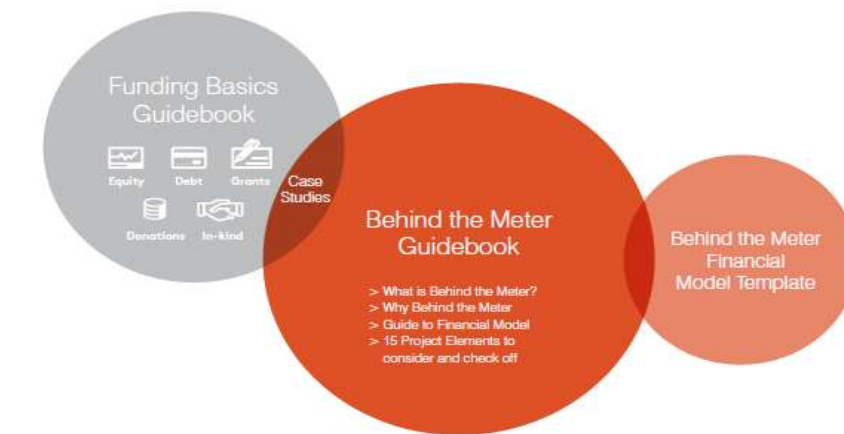 Funding Basics
Guidebook
Equity Debt Grants
Donations In-kind
Case
Studies
Behind the Meter
Guidebook
> What is Behind the Meter?
> Why Behind the Meter
> Guide to Financial Model
> 15 Project Elements to
consider and check off
Behind the Meter
Financial
Model Template